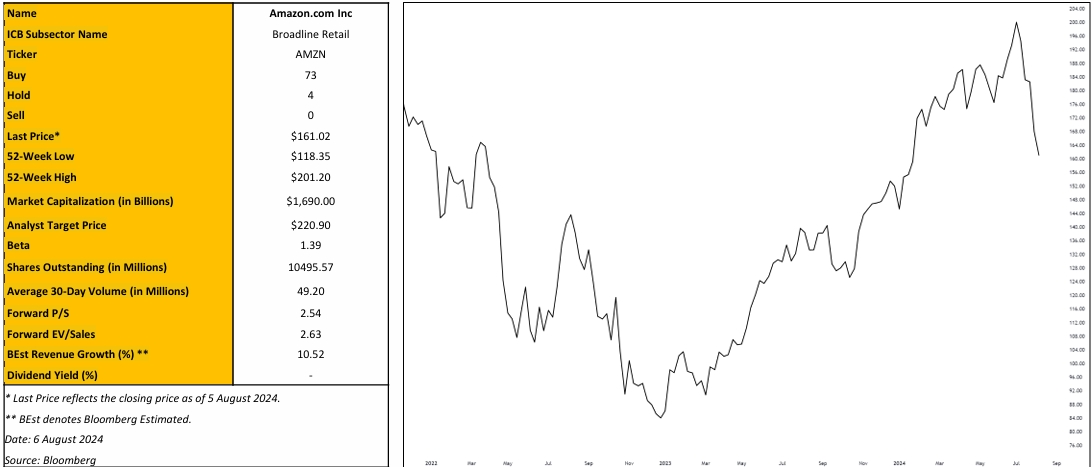 Name Amazon.com Inc
ICB Subsector Name Broadline Retail
Ticker AMZN
Buy 73
Hold 4
Sell 0
Last Price* $161.02
52-Week Low $118.35
52-Week High $201.20
Market Capitalization (in Billions) $1,690.00
Analyst Target Price $220.90
Beta 1.39
Shares Outstanding (in Millions) 10495.57
Average 30-Day Volume (in Millions) 49.20
Forward P/S 2.54
Forward EV/Sales 2.63
BEst Revenue Growth (%) ** 10.52
Dividend Yield (%) -
* Last Price reflects the closing price as of 5 August 2024.
** BEst denotes Bloomberg Estimated.
Date: 6 August 2024
Source: Bloomberg
204.00
200.00
196.00
192.00
188.00
184.00
180.00
176.00
172.00
168.00
164.00
160.00
156.00
152.00
148.00
144.00
140.00
136.00
132.00
128.00
124.00
120.00
116.00
112.00
108.00
104.00
100.00
96.00
92.00
88.00
84.00
80.00
76.00
2022 Mar May Jul Sep Nov 2023 Mar May Jul Sep Nov 2024 Mar May Jul Sep